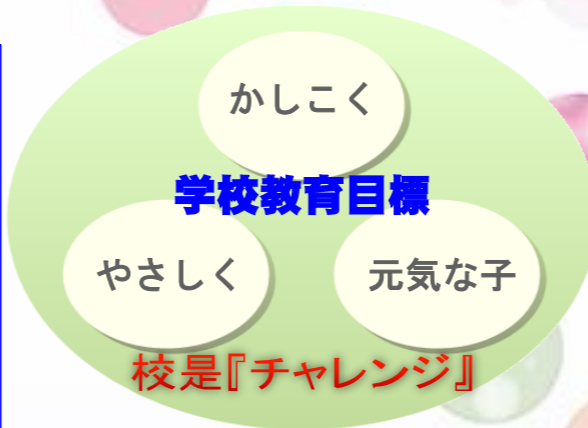 かしこく
学校教育目標
やさしく
元気な子
校是『チャレンジ』